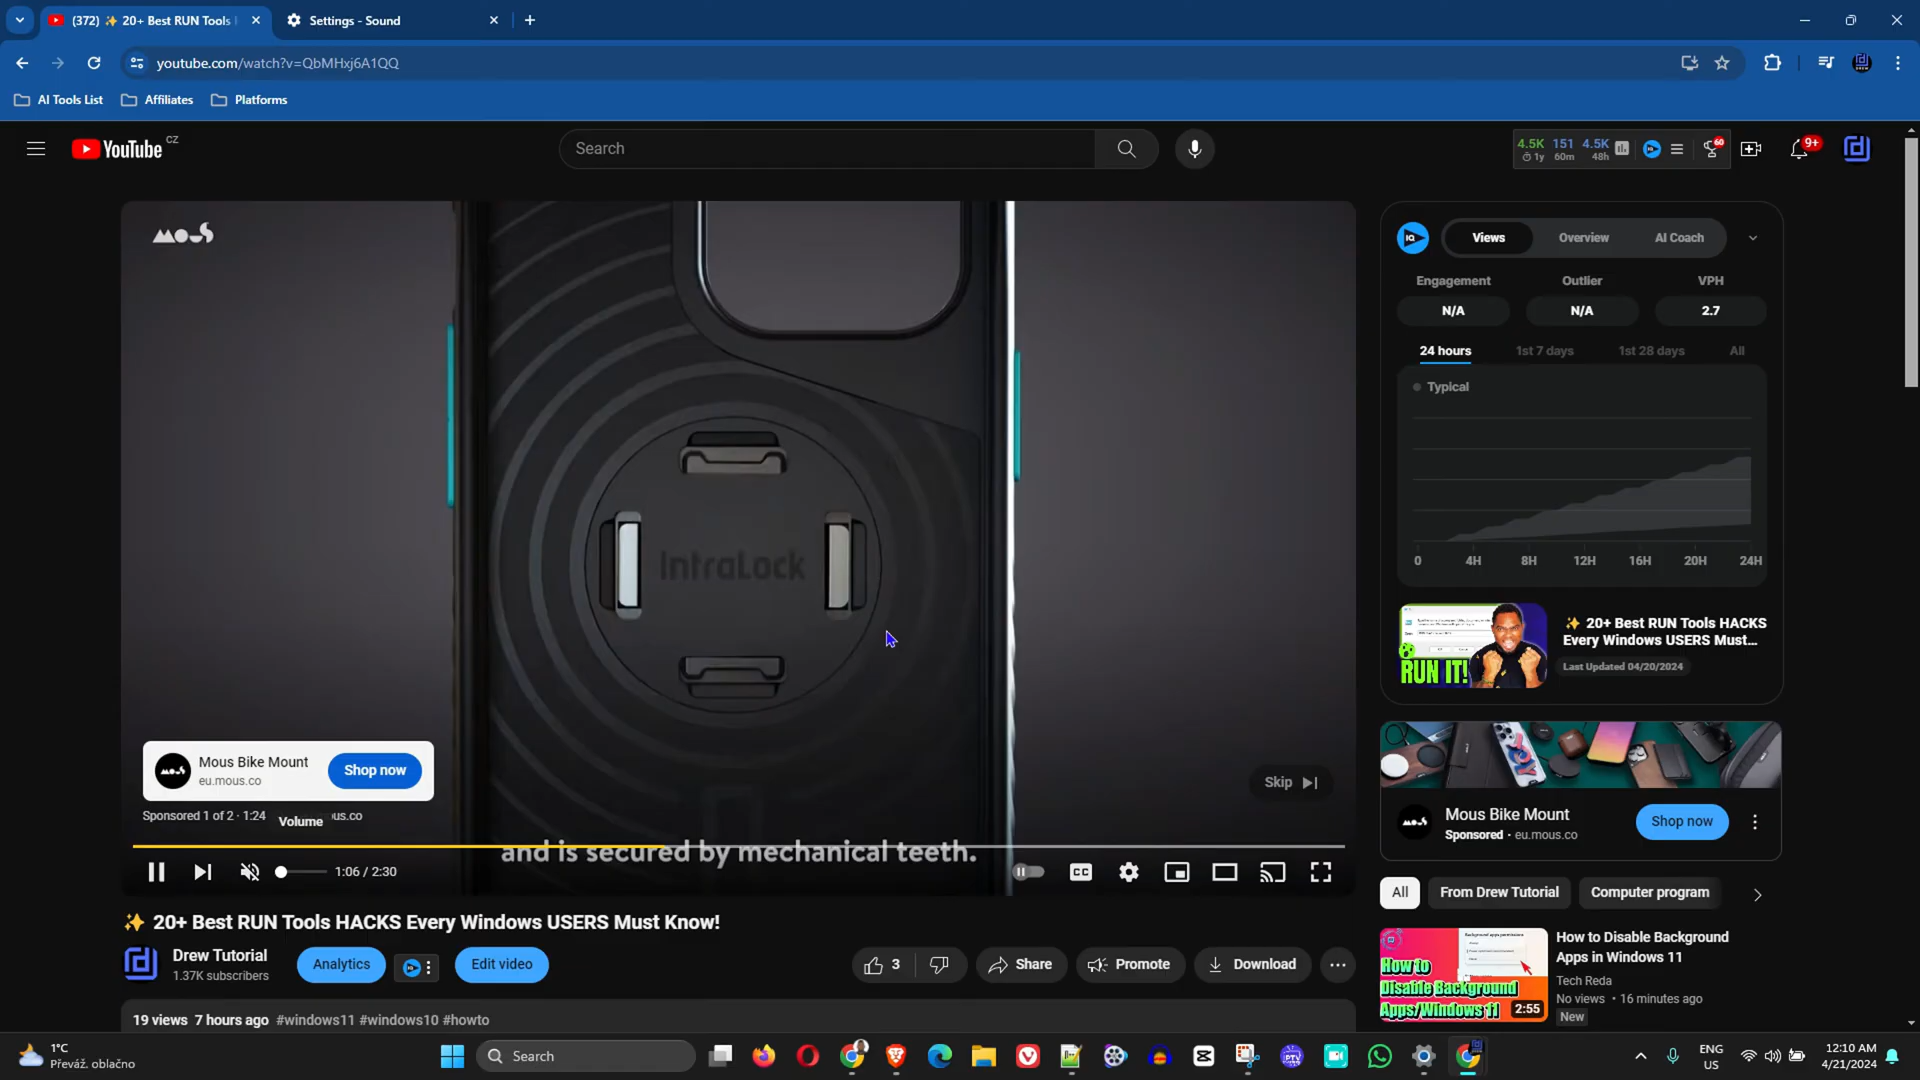 (372) ✨ 20+ Best RUN Tools
Settings - Sound
youtube.com/watch?v=QbMHxj6A1QQ
AI Tools List
Affiliates
Platforms
YouTube CZ
Search
4.5K 151 4.5K
1y 60m 48h
60
9+
MOUS
IntraLock
Mous Bike Mount
eu.mous.co
Shop now
Skip
Sponsored 1 of 2 · 1:24
Volume
us.co
and is secured by mechanical teeth.
1:06 / 2:30
CC
✨ 20+ Best RUN Tools HACKS Every Windows USERS Must Know!
Drew Tutorial
1.37K subscribers
Analytics
Edit video
3
Share
Promote
Download
19 views 7 hours ago #windows11 #windows10 #howto
IQ
Views
Overview
AI Coach
Engagement
Outlier
VPH
N/A
N/A
2.7
24 hours
1st 7 days
1st 28 days
All
Typical
0 4H 8H 12H 16H 20H 24H
RUN IT!
✨ 20+ Best RUN Tools HACKS
Every Windows USERS Must...
Last Updated 04/20/2024
Mous Bike Mount
Sponsored · eu.mous.co
Shop now
All
From Drew Tutorial
Computer program
Background apps permissions
How to
Disable Background
Apps/Windows 11
2:55
How to Disable Background
Apps in Windows 11
Tech Reda
No views · 16 minutes ago
New
1°C
Převáž. oblačno
Search
ENG
US
12:10 AM
4/21/2024